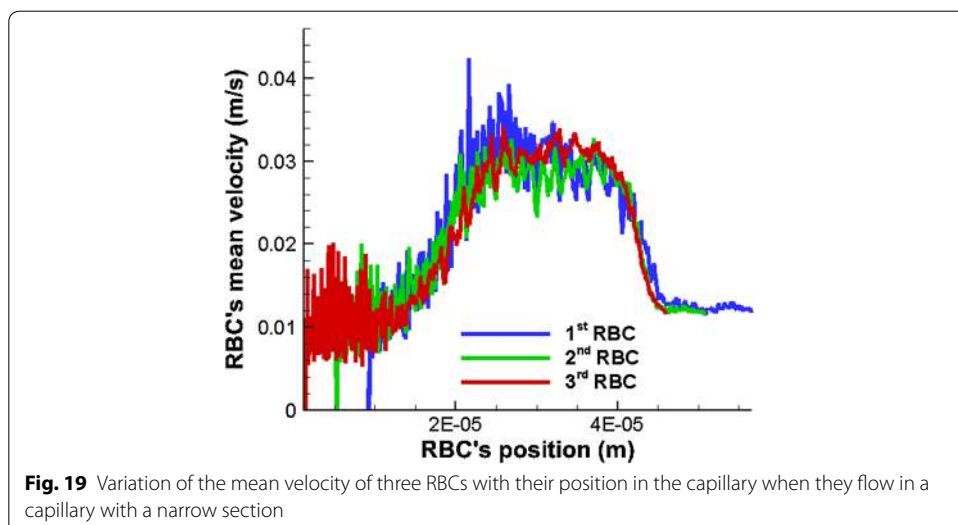 RBC's mean velocity (m/s)
0.04
0.03
0.02
0.01
0
1st RBC
2nd RBC
3rd RBC
2E-05 4E-05
RBC's position (m)
Fig. 19 Variation of the mean velocity of three RBCs with their position in the capillary when they flow in a
capillary with a narrow section